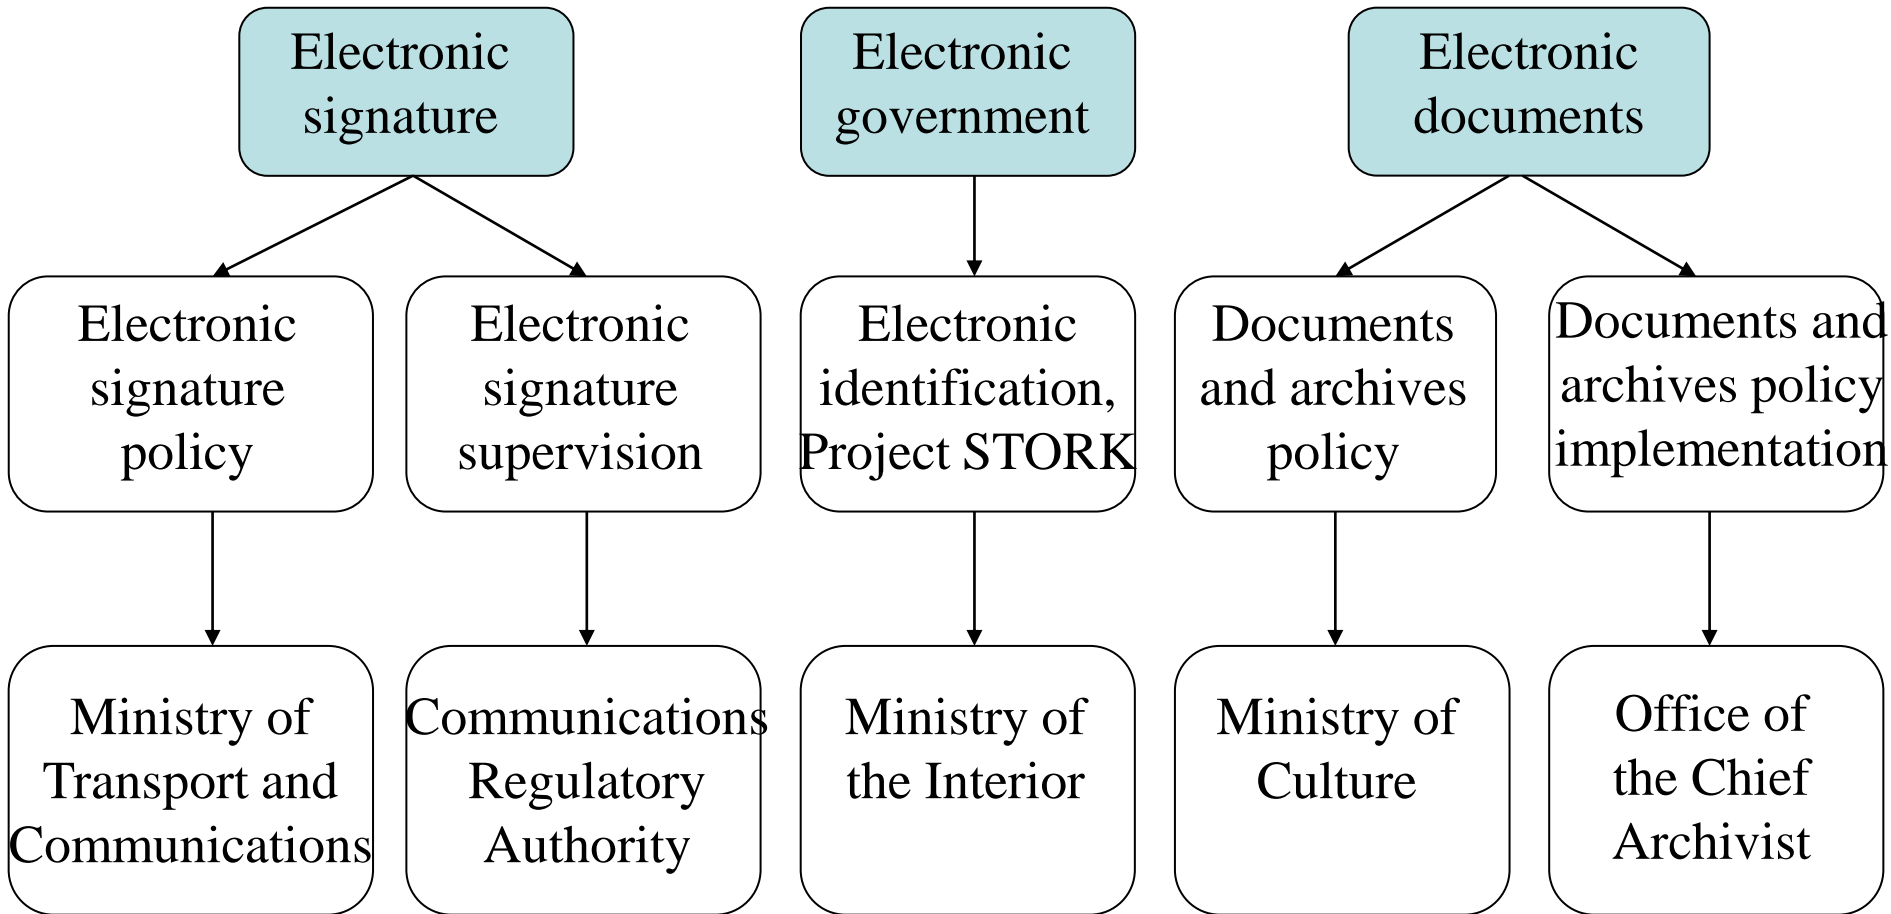 Electronic
signature
Electronic
government
Electronic
documents
Electronic
signature
policy
Electronic
signature
supervision
Electronic
identification,
Project STORK
Documents
and archives
policy
Documents and
archives policy
implementation
Ministry of
Transport and
Communications
Communications
Regulatory
Authority
Ministry of
the Interior
Ministry of
Culture
Office of
the Chief
Archivist